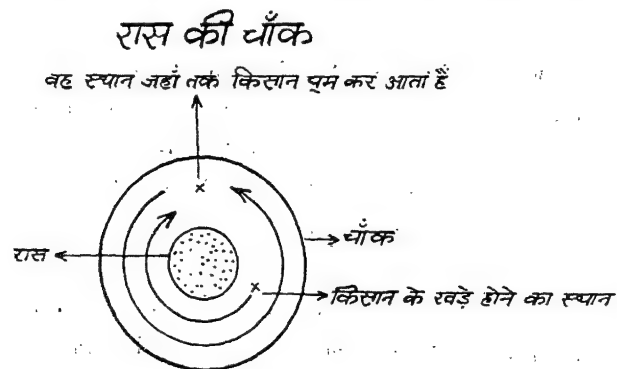 रास की चाँक
वह स्थान जहाँ तक किसान घूम कर आता है
रास
चाँक
किसान के खड़े होने का स्थान